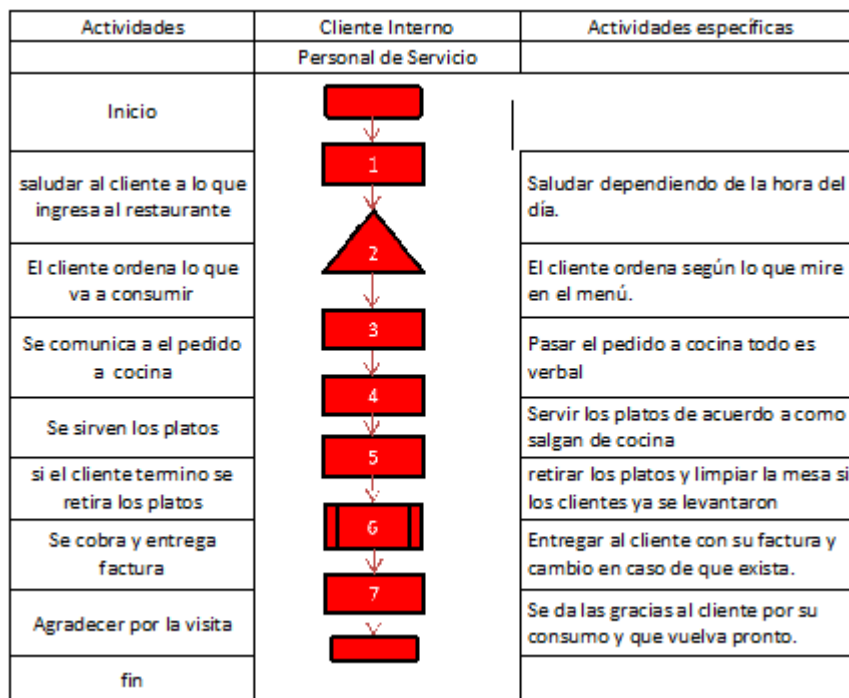 Actividades
Cliente Interno
Actividades específicas
Personal de Servicio
Inicio
1
saludar al cliente a lo que
ingresa al restaurante
Saludar dependiendo de la hora del
día.
2
El cliente ordena lo que
va a consumir
El cliente ordena según lo que mire
en el menú.
3
Se comunica a el pedido
a cocina
Pasar el pedido a cocina todo es
verbal
4
Se sirven los platos
Servir los platos de acuerdo a como
salgan de cocina
5
si el cliente termino se
retira los platos
retirar los platos y limpiar la mesa si
los clientes ya se levantaron
6
Se cobra y entrega
factura
Entregar al cliente con su factura y
cambio en caso de que exista.
7
Agradecer por la visita
Se da las gracias al cliente por su
consumo y que vuelva pronto.
fin